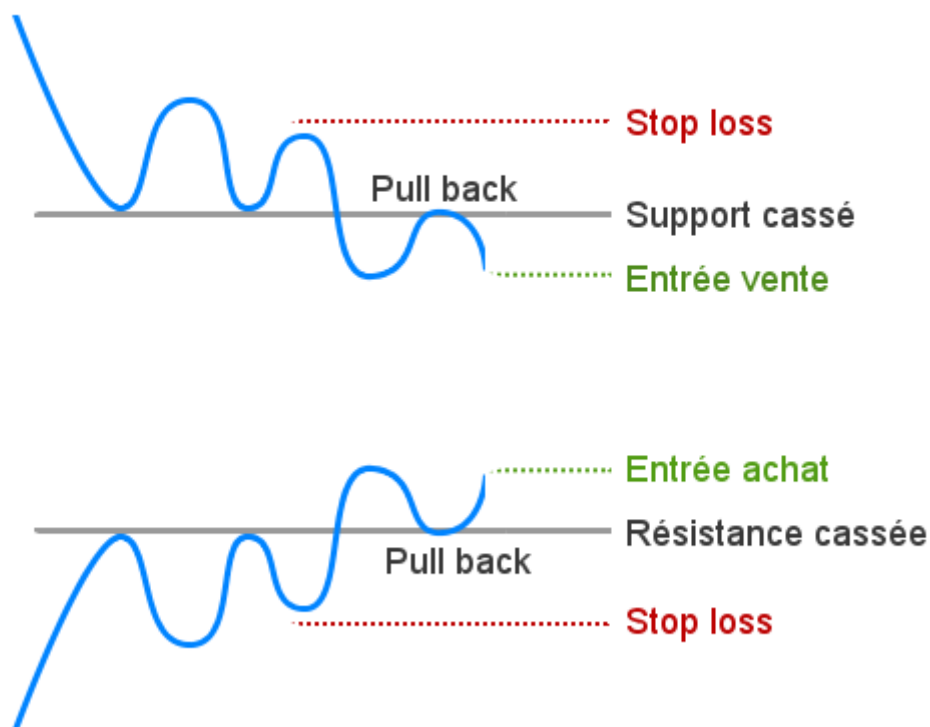 Stop loss
Pull back
Support cassé
Entrée vente
Entrée achat
Résistance cassée
Pull back
Stop loss